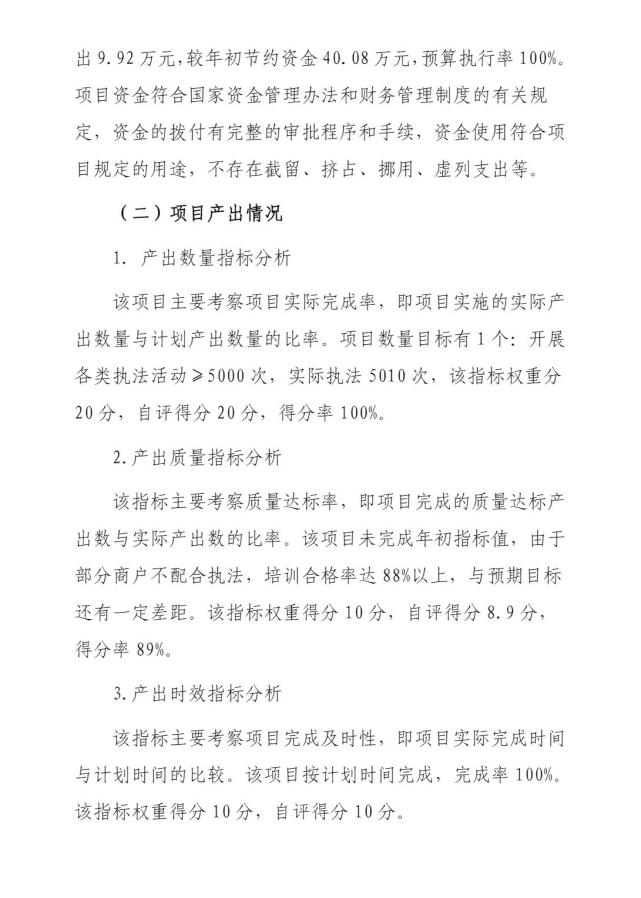 出 9.92 万元,较年初节约资金 40.08 万元,预算执行率 100%。
项目资金符合国家资金管理办法和财务管理制度的有关规
定，资金的拨付有完整的审批程序和手续，资金使用符合项
目规定的用途，不存在截留、挤占、挪用、虚列支出等。
（二）项目产出情况
1. 产出数量指标分析
该项目主要考察项目实际完成率，即项目实施的实际产
出数量与计划产出数量的比率。项目数量目标有 1 个：开展
各类执法活动≥5000 次，实际执法 5010 次，该指标权重分
20 分，自评得分 20 分，得分率 100%。
2.产出质量指标分析
该指标主要考察质量达标率，即项目完成的质量达标产
出数与实际产出数的比率。该项目未完成年初指标值，由于
部分商户不配合执法，培训合格率达 88%以上，与预期目标
还有一定差距。该指标权重得分 10 分，自评得分 8.9 分，
得分率 89%。
3.产出时效指标分析
该指标主要考察项目完成及时性，即项目实际完成时间
与计划时间的比较。该项目按计划时间完成，完成率 100%。
该指标权重得分 10 分，自评得分 10 分。